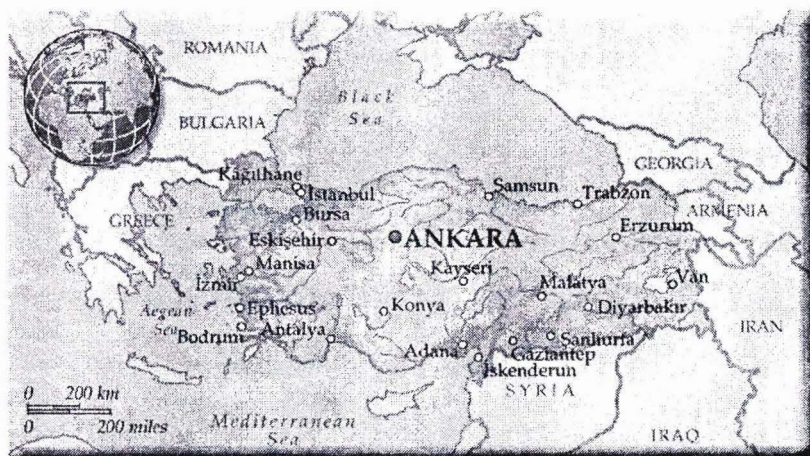 ROMANIA
Black
Sea
BULGARIA
GEORGIA
Kâğıthane
İstanbul
Samsun
Trabzon
GREECE
ARMENIA
Bursa
Erzurum
Eskişehir
ANKARA
Manisa
Kayseri
Van
İzmir
Malatya
Aegean
Sea
Ephesus
Konya
Diyarbakır
Bodrum
Antalya
Sanlıurfa
IRAN
Adana
Gaziantep
İskenderun
SYRIA
0 200 km
0 200 miles
Mediterranean
Sea
IRAQ